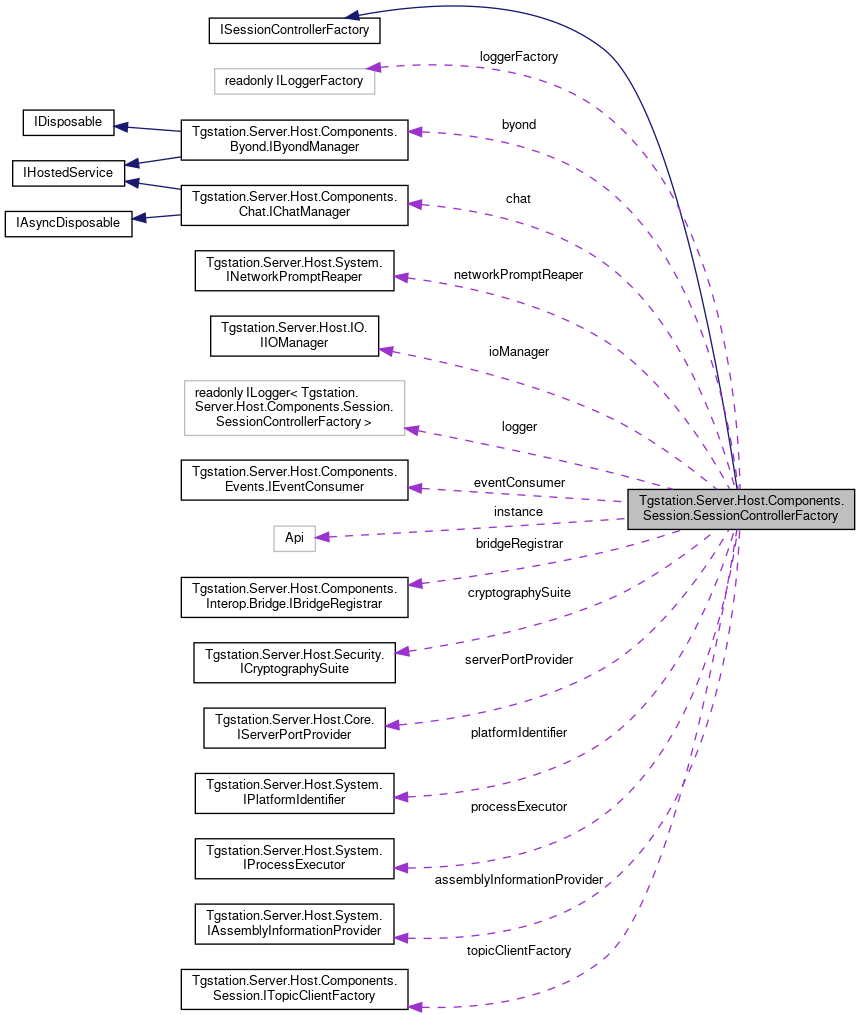 ISessionControllerFactory
loggerFactory
readonly ILoggerFactory
IDisposable
Tgstation.Server.Host.Components.
Byond.IByondManager
byond
IHostedService
Tgstation.Server.Host.Components.
Chat.IChatManager
chat
IAsyncDisposable
Tgstation.Server.Host.System.
INetworkPromptReaper
networkPromptReaper
Tgstation.Server.Host.IO.
IIOManager
ioManager
readonly ILogger< Tgstation.
Server.Host.Components.Session.
SessionControllerFactory >
logger
Tgstation.Server.Host.Components.
Events.IEventConsumer
eventConsumer
Tgstation.Server.Host.Components.
Session.SessionControllerFactory
instance
Api
bridgeRegistrar
Tgstation.Server.Host.Components.
Interop.Bridge.IBridgeRegistrar
cryptographySuite
Tgstation.Server.Host.Security.
ICryptographySuite
serverPortProvider
Tgstation.Server.Host.Core.
IServerPortProvider
platformIdentifier
Tgstation.Server.Host.System.
IPlatformIdentifier
processExecutor
Tgstation.Server.Host.System.
IProcessExecutor
assemblyInformationProvider
Tgstation.Server.Host.System.
IAssemblyInformationProvider
topicClientFactory
Tgstation.Server.Host.Components.
Session.ITopicClientFactory